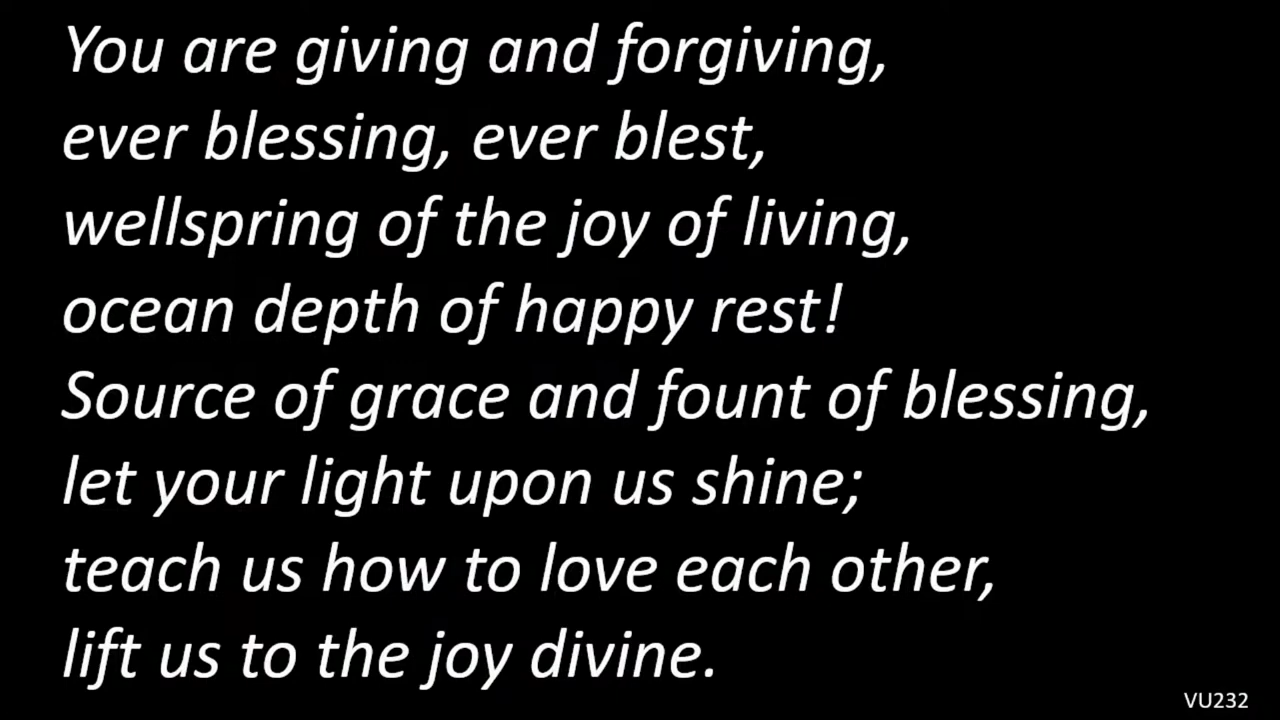 You are giving and forgiving,
ever blessing, ever blest,
wellspring of the joy of living,
ocean depth of happy rest!
Source of grace and fount of blessing,
let your light upon us shine;
teach us how to love each other,
lift us to the joy divine.
VU232